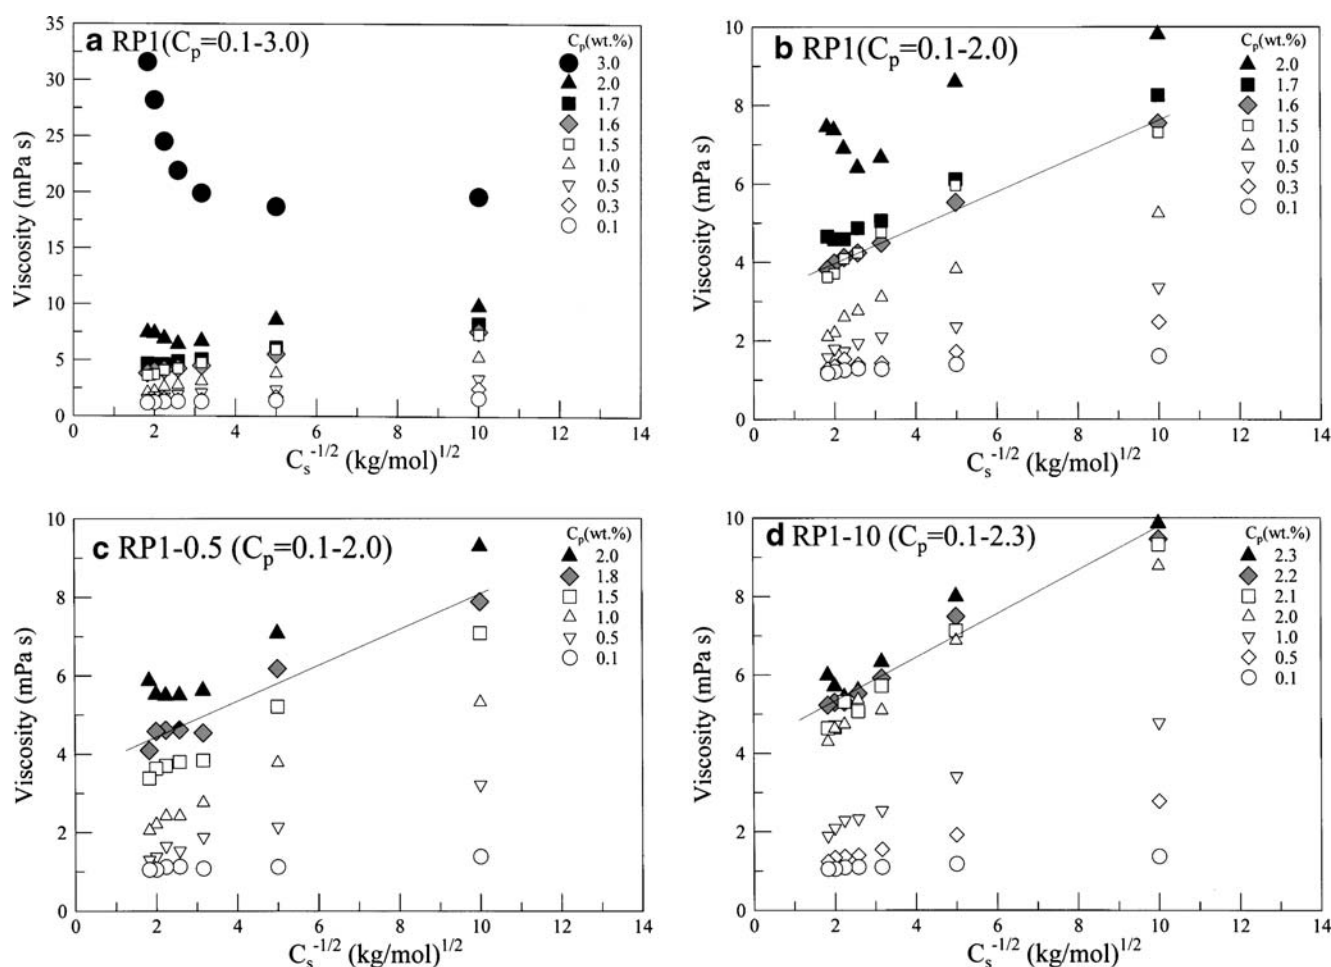 a RP1(Cp=0.1-3.0)
Cp(wt.%)
3.0
2.0
1.7
1.6
1.5
1.0
0.5
0.3
0.1
Viscosity (mPa s)
35
30
25
20
15
10
5
0
0 2 4 6 8 10 12 14
Cs-1/2 (kg/mol)1/2
b RP1(Cp=0.1-2.0)
Cp(wt.%)
2.0
1.7
1.6
1.5
1.0
0.5
0.3
0.1
Viscosity (mPa s)
10
8
6
4
2
0
0 2 4 6 8 10 12 14
Cs-1/2 (kg/mol)1/2
c RP1-0.5 (Cp=0.1-2.0)
Cp(wt.%)
2.0
1.8
1.5
1.0
0.5
0.1
Viscosity (mPa s)
10
8
6
4
2
0
0 2 4 6 8 10 12 14
Cs-1/2 (kg/mol)1/2
d RP1-10 (Cp=0.1-2.3)
Cp(wt.%)
2.3
2.2
2.1
2.0
1.0
0.5
0.1
Viscosity (mPa s)
10
8
6
4
2
0
0 2 4 6 8 10 12 14
Cs-1/2 (kg/mol)1/2